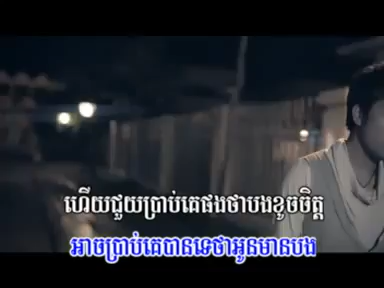 ហើយជួយប្រាប់គេផងថាបងខូចចិត្ត
អាចប្រាប់គេបានទេថាអូនមានបង